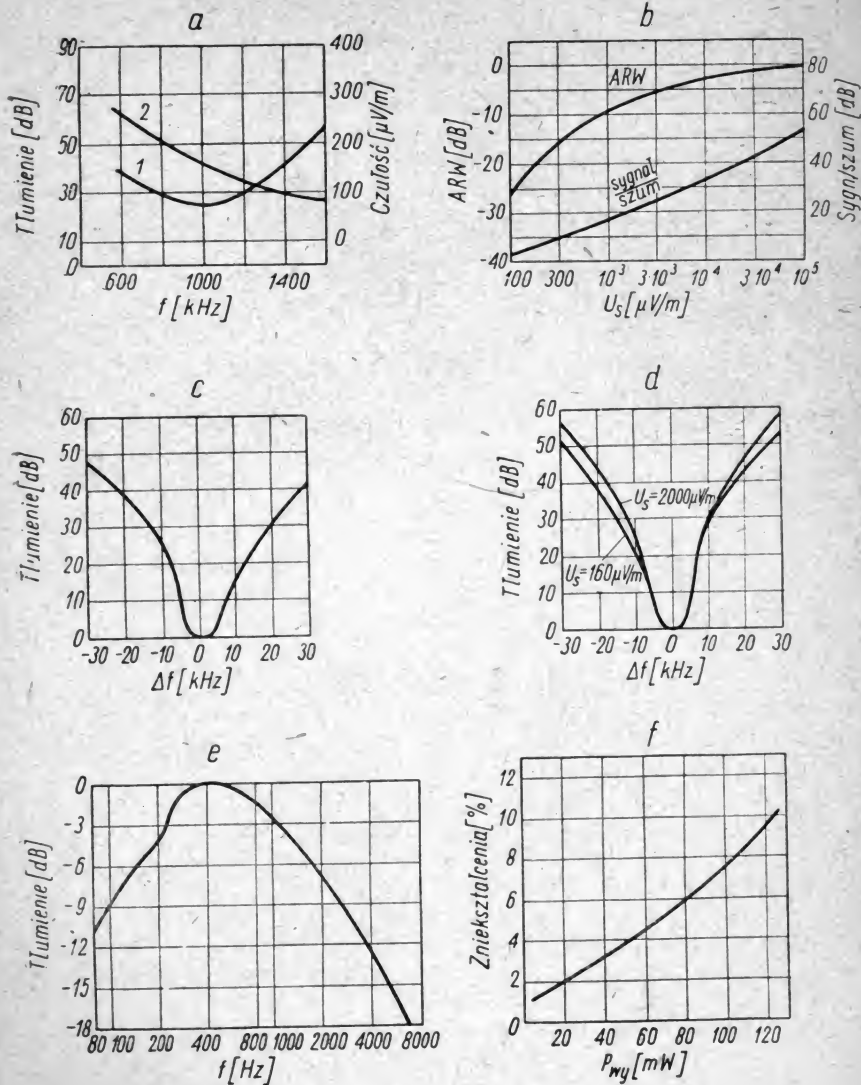 a
90
70
50
30
10
0
Tłumienie [dB]
400
300
200
100
0
Czułość [µV/m]
1
2
600
1000
1400
f [kHz]
b
0
-10
-20
-30
-40
ARW [dB]
80
60
40
20
Sygn/szum [dB]
ARW
sygnał
szum
100
300
10³
3·10³
10⁴
3·10⁴
10⁵
U_s [µV/m]
c
60
50
40
30
20
10
0
Tłumienie [dB]
-30 -20 -10 0 10 20 30
Δf [kHz]
d
60
50
40
30
20
10
0
Tłumienie [dB]
U_s=2000µV/m
U_s=160µV/m
-30 -20 -10 0 10 20 30
Δf [kHz]
e
0
-3
-6
-9
-12
-15
-18
Tłumienie [dB]
80 100 200 400 800 1000 2000 4000 8000
f [Hz]
f
12
10
8
6
4
2
0
Zniekształcenia [%]
20 40 60 80 100 120
P_wy [mW]